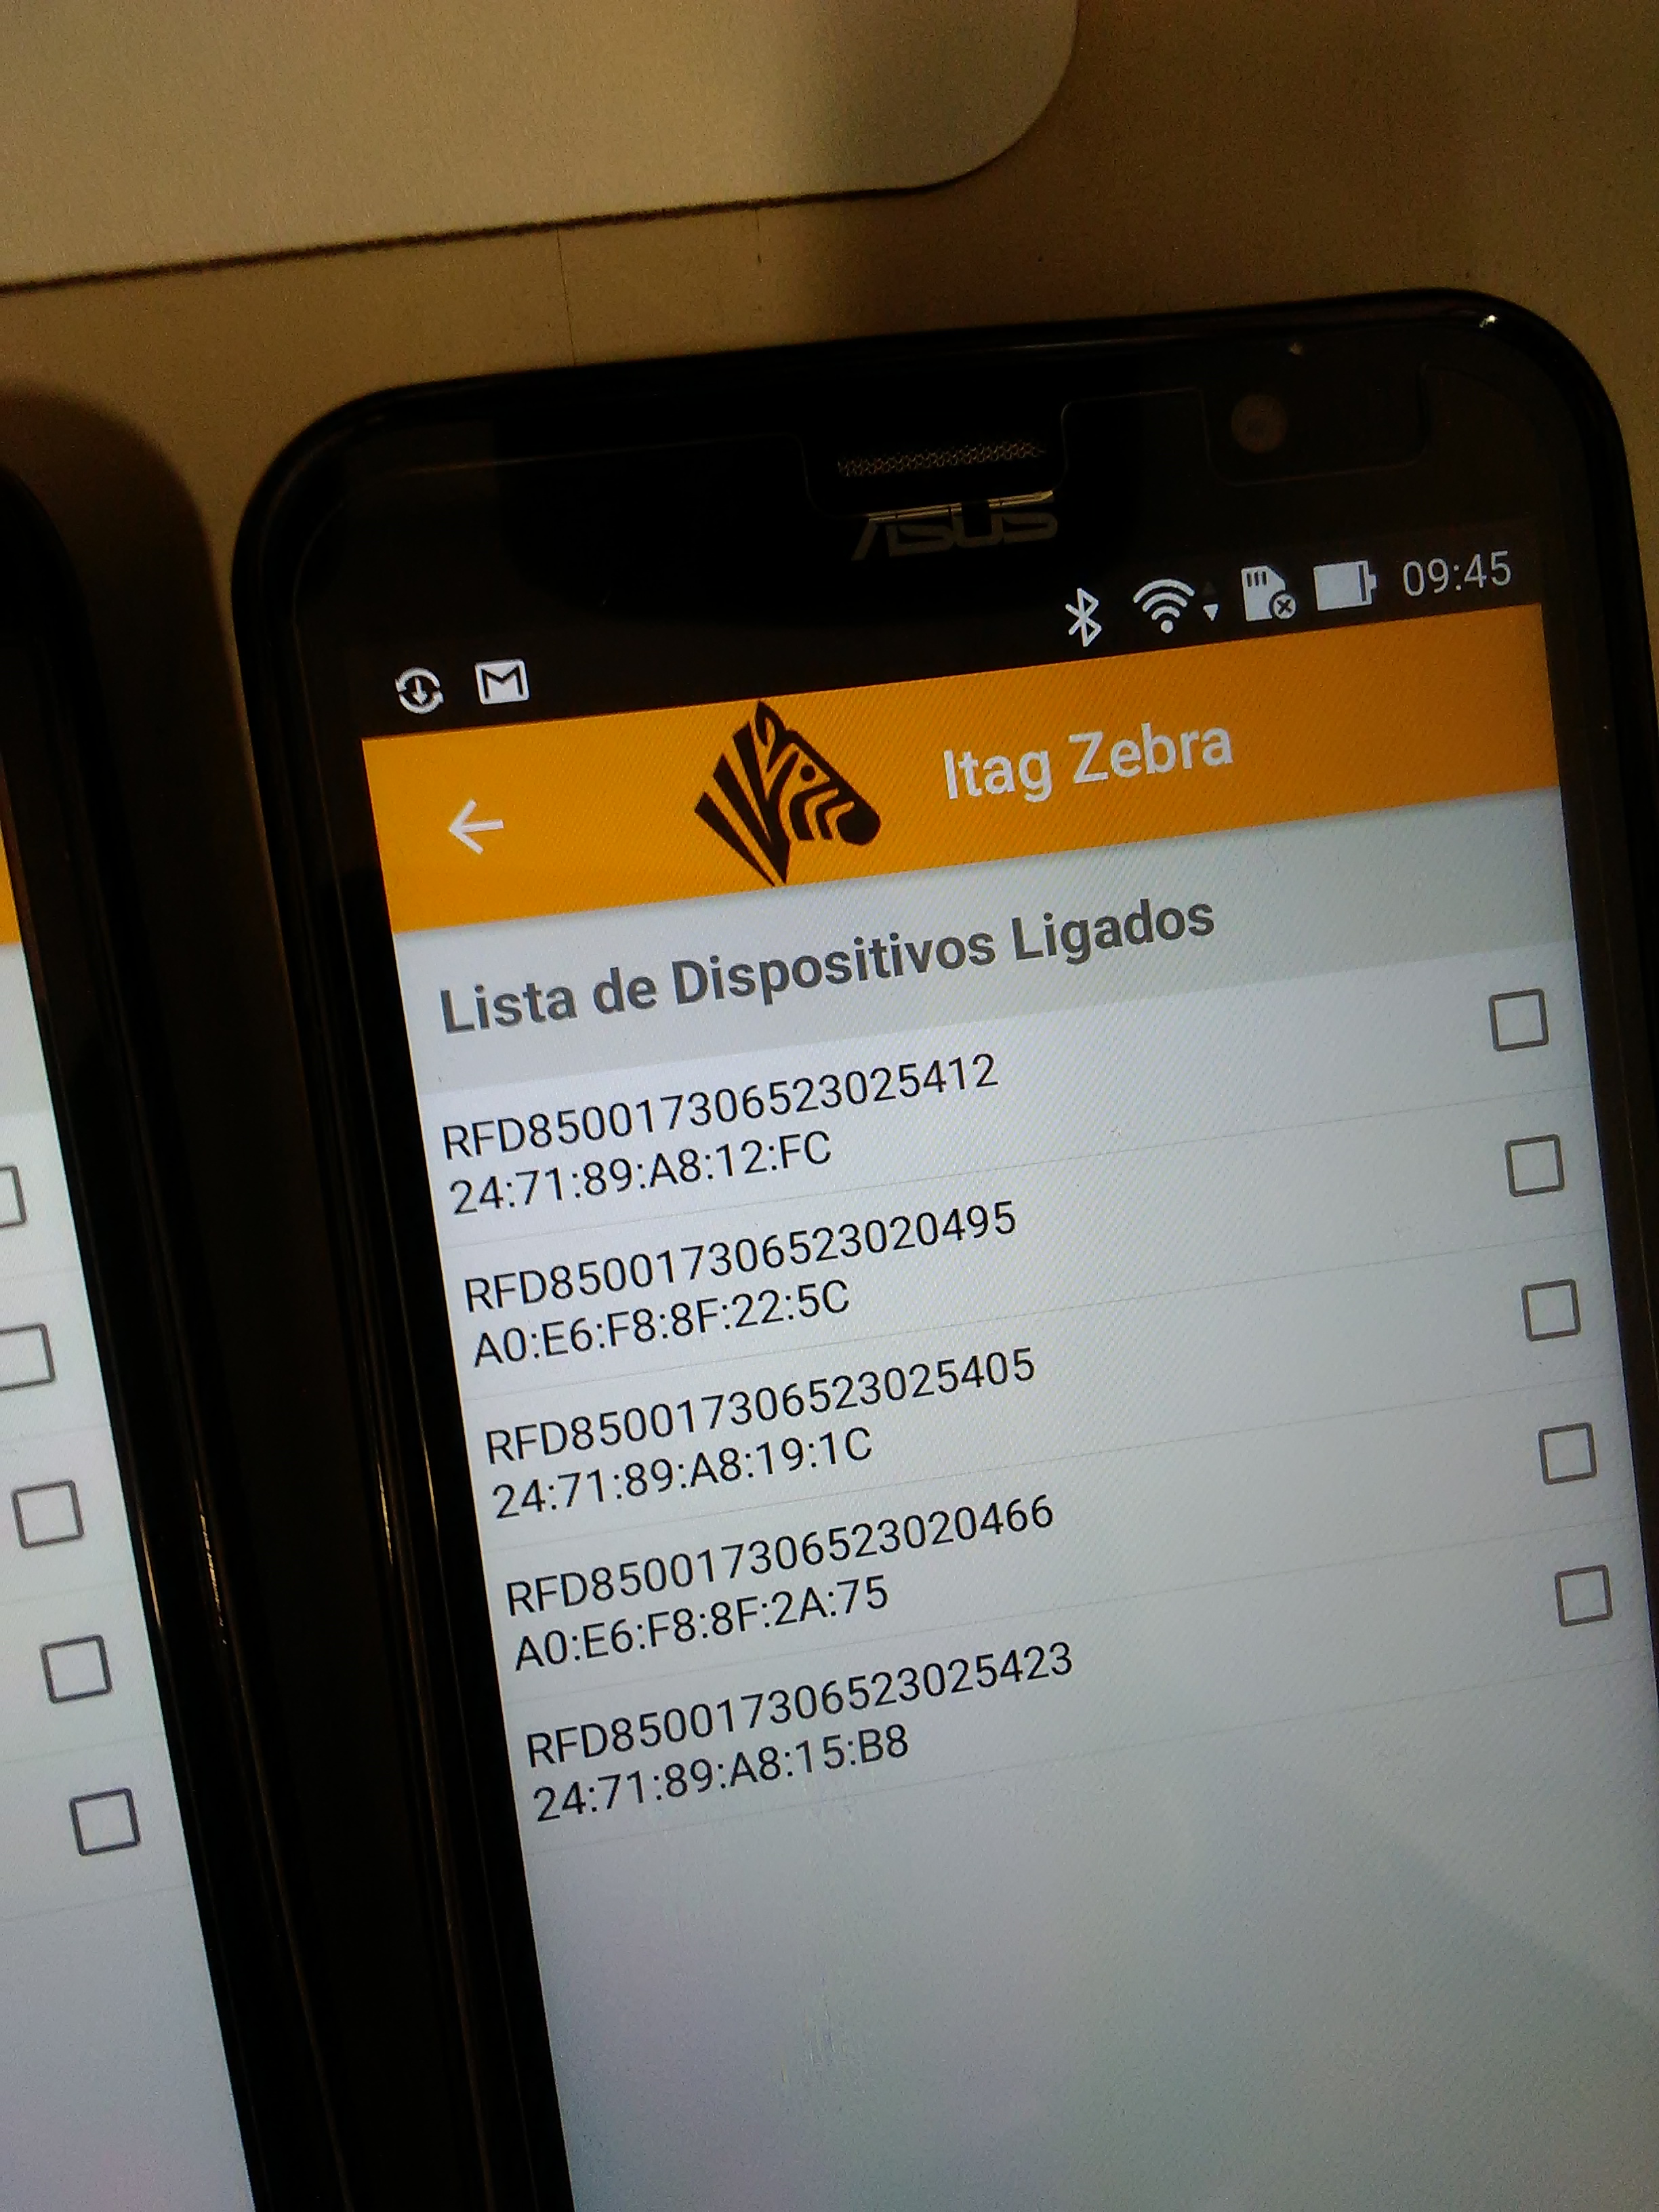 ASUS
09:45
Itag Zebra
Lista de Dispositivos Ligados
RFD850017306523025412
24:71:89:A8:12:FC
RFD850017306523020495
A0:E6:F8:8F:22:5C
RFD850017306523025405
24:71:89:A8:19:1C
RFD850017306523020466
A0:E6:F8:8F:2A:75
RFD850017306523025423
24:71:89:A8:15:B8